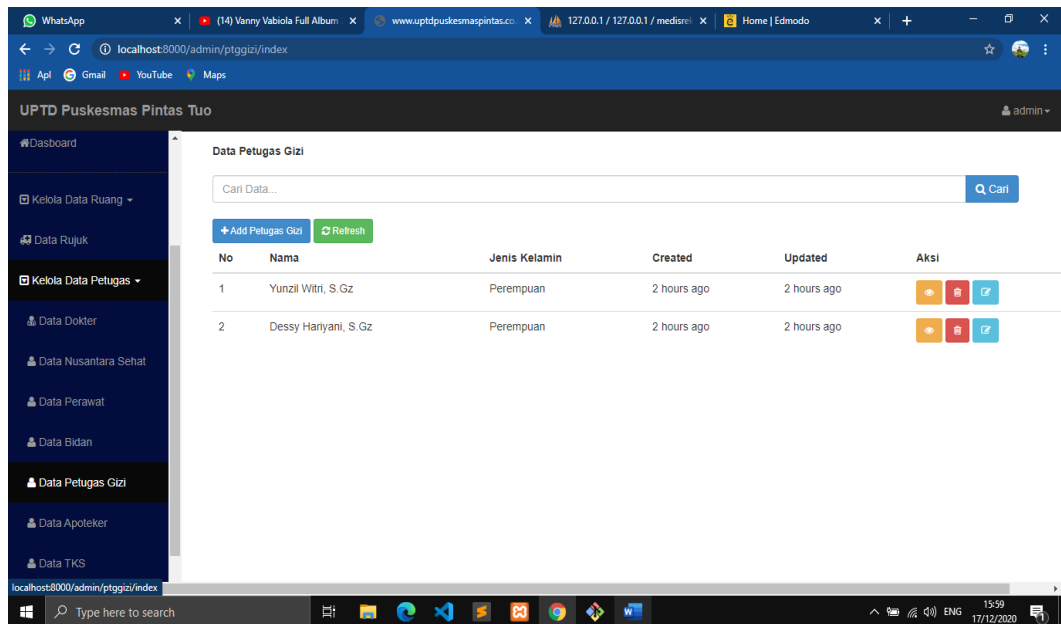 WhatsApp
(14) Vanny Vabiola Full Album
www.uptdpuskesmaspintas.co.
127.0.0.1 / 127.0.0.1 / medisrek
Home | Edmodo
localhost:8000/admin/ptggizi/index
Apl Gmail YouTube Maps
UPTD Puskesmas Pintas Tuo admin
Dasboard
Kelola Data Ruang
Data Rujuk
Kelola Data Petugas
Data Dokter
Data Nusantara Sehat
Data Perawat
Data Bidan
Data Petugas Gizi
Data Apoteker
Data TKS
Data Petugas Gizi
Cari Data... Cari
Add Petugas Gizi Refresh
No Nama Jenis Kelamin Created Updated Aksi
1 Yunzil Witri, S.Gz Perempuan 2 hours ago 2 hours ago
2 Dessy Hariyani, S.Gz Perempuan 2 hours ago 2 hours ago
localhost:8000/admin/ptggizi/index
Type here to search
W
ENG
15:59
17/12/2020
1